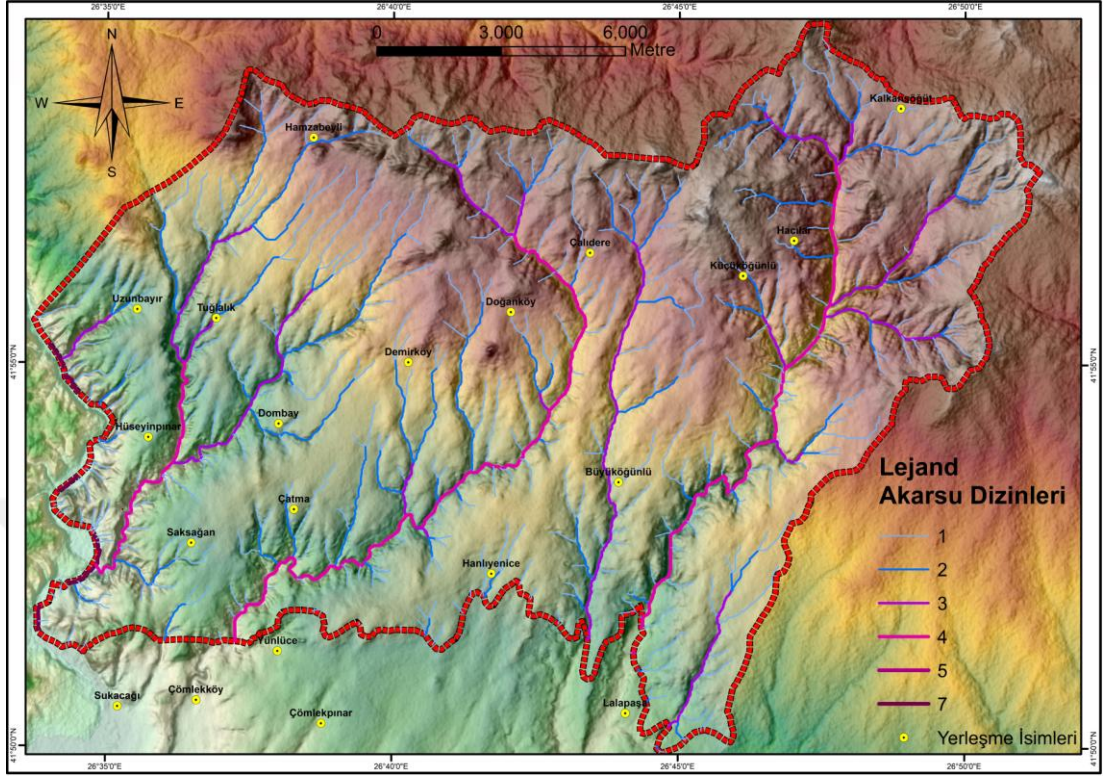 26°35'0"E
26°40'0"E
26°45'0"E
26°50'0"E
N
W
E
S
0
3,000
6,000
Metre
Kalkansöğüt
Hamzabeyli
Hacılar
Çalıdere
Küçüköğünlü
Uzunbayır
Tuğlalık
Doğanköy
Demirköy
41°55'0"N
41°55'0"N
Dombay
Hüseyinpınar
Büyüköğünlü
Çatma
Saksağan
Hanlıyenice
Yünlüce
Sukacağı
Çömlekköy
Çömlekpınar
Lalapaşa
Lejand
Akarsu Dizinleri
1
2
3
4
5
7
Yerleşme İsimleri
41°50'0"N
41°50'0"N
26°35'0"E
26°40'0"E
26°45'0"E
26°50'0"E